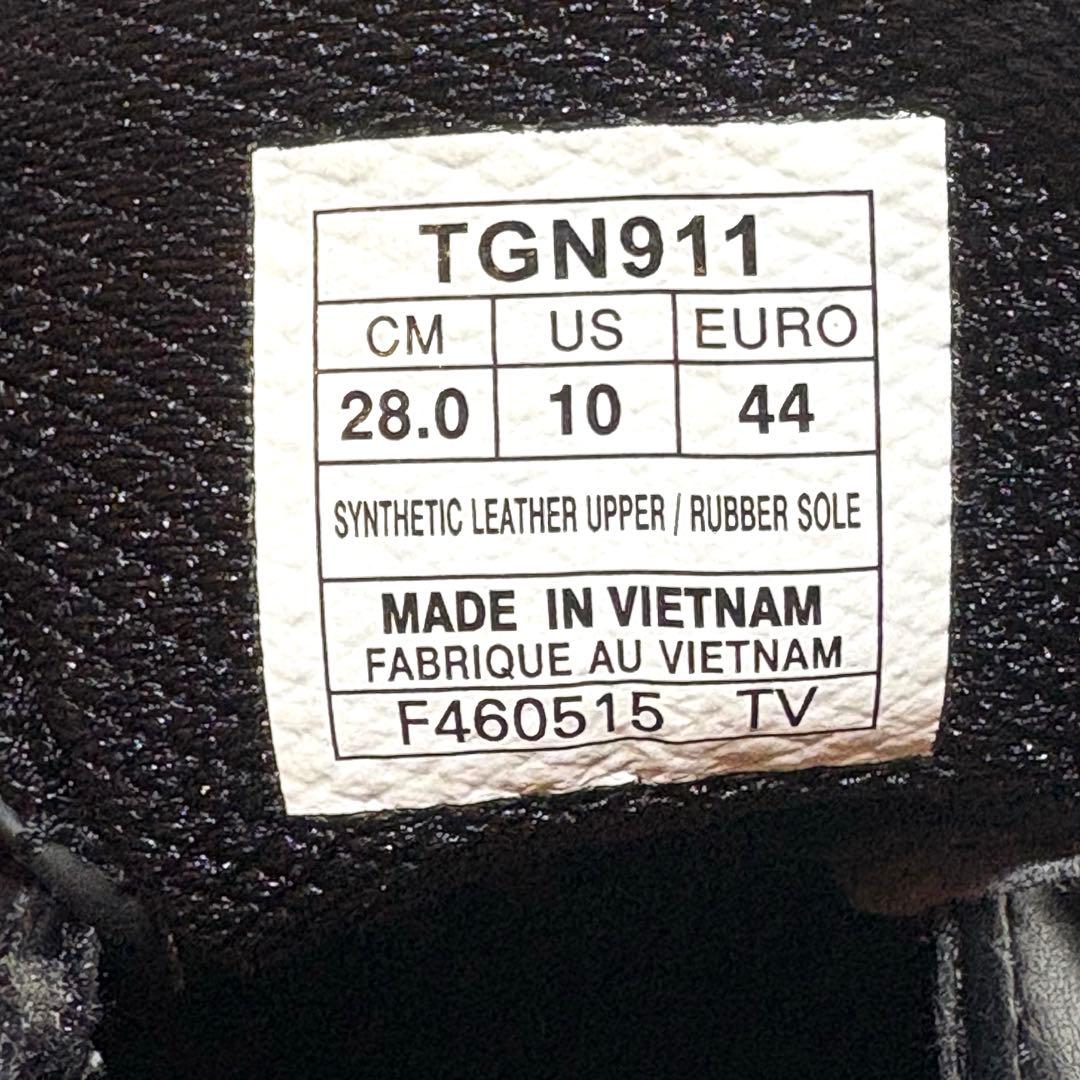 TGN911
CM US EURO
28.0 10 44
SYNTHETIC LEATHER UPPER / RUBBER SOLE
MADE IN VIETNAM
FABRIQUE AU VIETNAM
F460515 TV